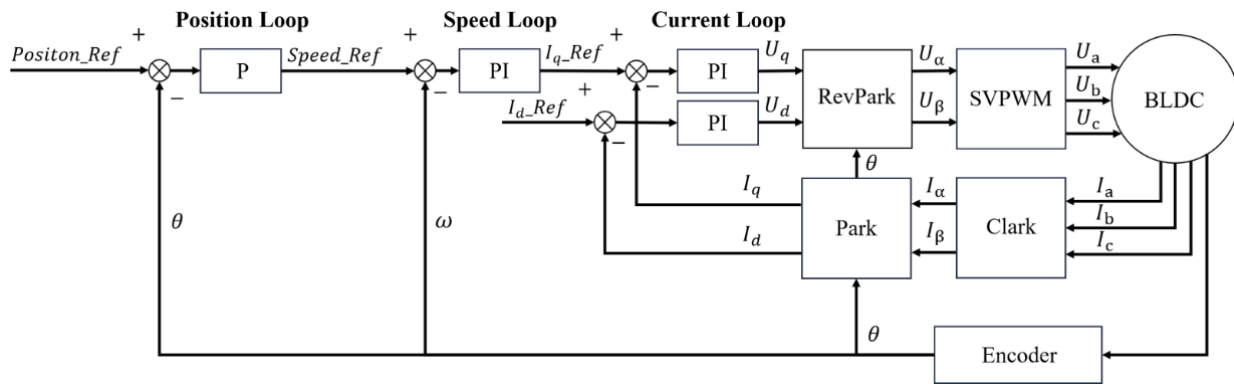 Position Loop
Speed Loop
Current Loop
Positon_Ref
+
−
P
Speed_Ref
+
−
PI
I_q_Ref
+
−
PI
U_q
RevPark
U_α
U_β
SVPWM
U_a
U_b
U_c
BLDC
I_d_Ref
+
−
PI
U_d
θ
I_q
I_d
Park
I_α
I_β
Clark
I_a
I_b
I_c
θ
ω
θ
Encoder